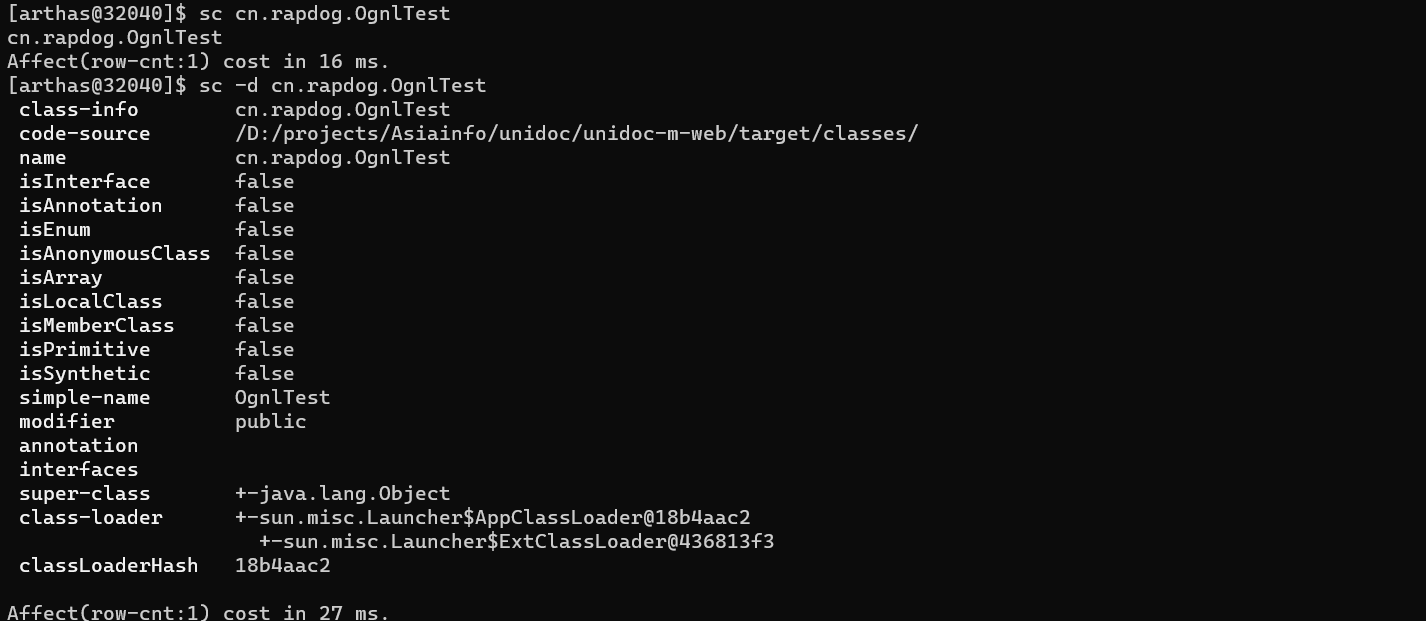 [arthas@32040]$ sc cn.rapdog.OgnlTest
cn.rapdog.OgnlTest
Affect(row-cnt:1) cost in 16 ms.
[arthas@32040]$ sc -d cn.rapdog.OgnlTest
class-info cn.rapdog.OgnlTest
code-source /D:/projects/Asiainfo/unidoc/unidoc-m-web/target/classes/
name cn.rapdog.OgnlTest
isInterface false
isAnnotation false
isEnum false
isAnonymousClass false
isArray false
isLocalClass false
isMemberClass false
isPrimitive false
isSynthetic false
simple-name OgnlTest
modifier public
annotation
interfaces
super-class +-java.lang.Object
class-loader +-sun.misc.Launcher$AppClassLoader@18b4aac2
+-sun.misc.Launcher$ExtClassLoader@436813f3
classLoaderHash 18b4aac2
Affect(row-cnt:1) cost in 27 ms.